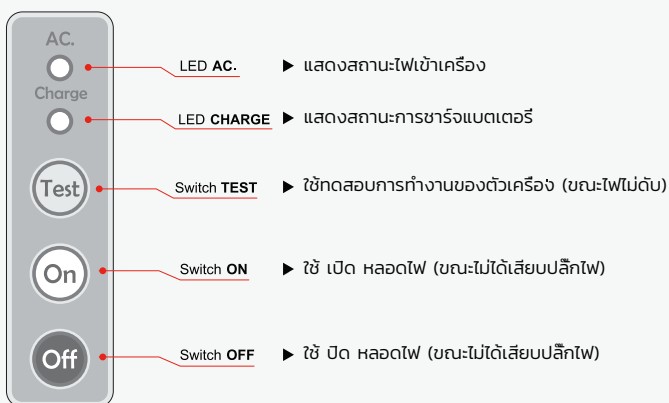 AC.
LED AC. ▶ แสดงสถานะไฟเข้าเครื่อง
Charge
LED CHARGE ▶ แสดงสถานะการชาร์จแบตเตอรี่
Test Switch TEST ▶ ใช้ทดสอบการทำงานของตัวเครื่อง (ขณะไฟไม่ดับ)
On Switch ON ▶ ใช้ เปิด หลอดไฟ (ขณะไม่ได้เสียบปลั๊กไฟ)
Off Switch OFF ▶ ใช้ ปิด หลอดไฟ (ขณะไม่ได้เสียบปลั๊กไฟ)